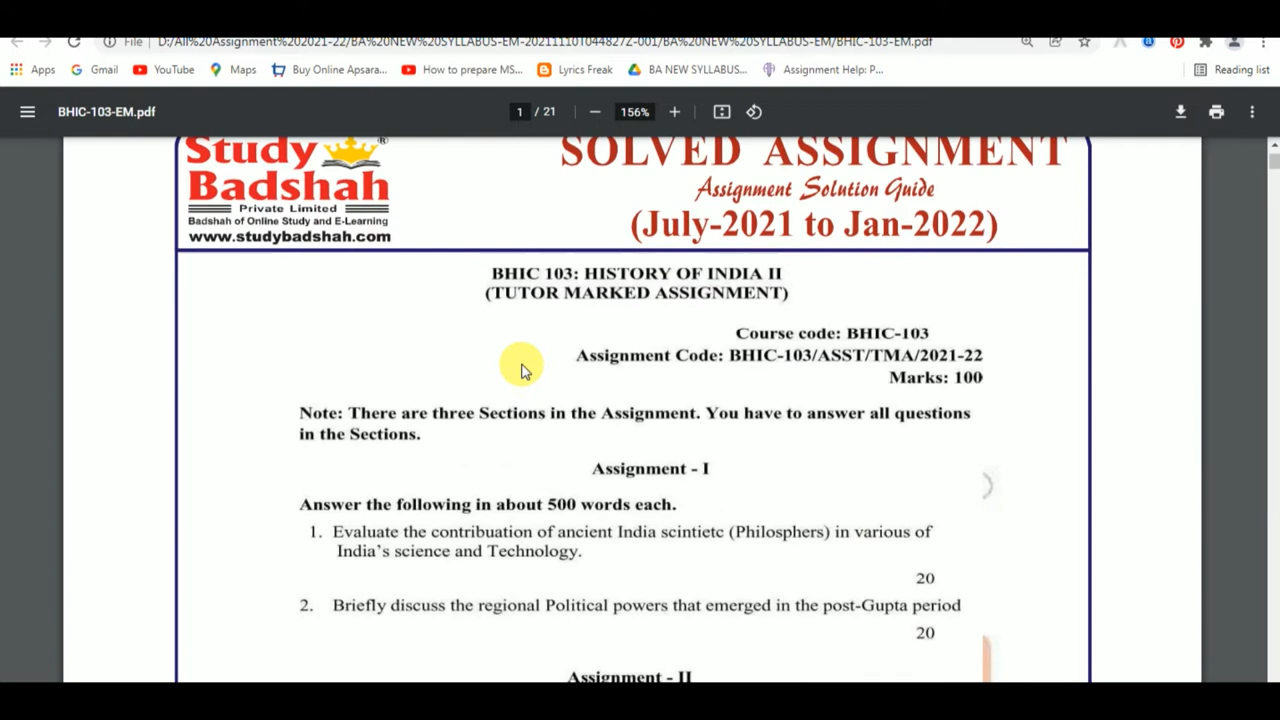 File D:/All%20Assignment%202021-22/BA%20NEW%20SYLLABUS-EM-20211110T044827Z-001/BA%20NEW%20SYLLABUS-EM/BHIC-103-EM.pdf
Apps Gmail YouTube Maps Buy Online Apsara... How to prepare MS... Lyrics Freak BA NEW SYLLABUS... Assignment Help: P... Reading list
BHIC-103-EM.pdf 1 / 21 156%
Study
Badshah
®
Private Limited
Badshah of Online Study and E-Learning
www.studybadshah.com
SOLVED ASSIGNMENT
Assignment Solution Guide
(July-2021 to Jan-2022)
BHIC 103: HISTORY OF INDIA II
(TUTOR MARKED ASSIGNMENT)
Course code: BHIC-103
Assignment Code: BHIC-103/ASST/TMA/2021-22
Marks: 100
Note: There are three Sections in the Assignment. You have to answer all questions
in the Sections.
Assignment - I
Answer the following in about 500 words each.
1. Evaluate the contribuation of ancient India scintietc (Philosphers) in various of
India's science and Technology.
20
2. Briefly discuss the regional Political powers that emerged in the post-Gupta period
20
Assignment - II